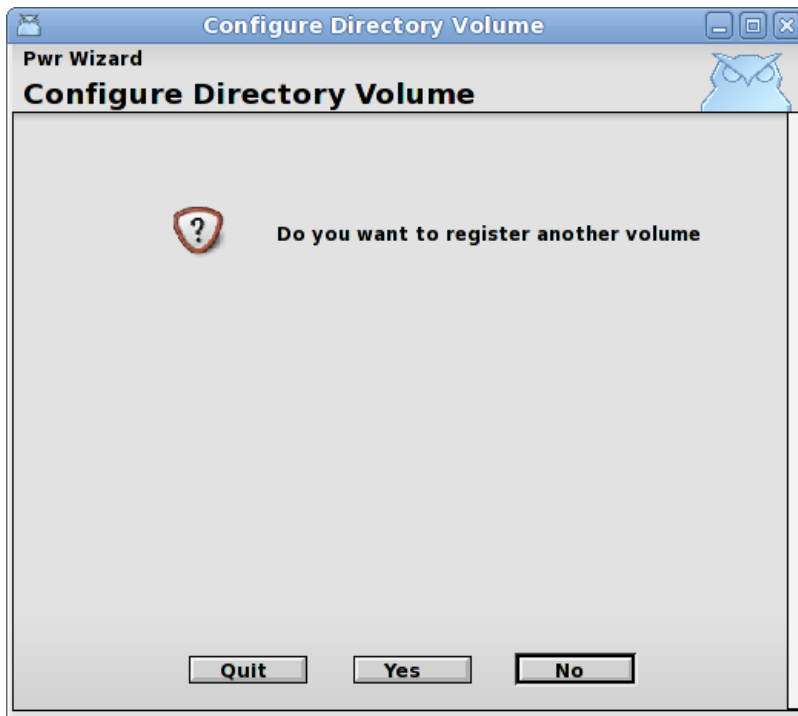 Configure Directory Volume
Pwr Wizard
Configure Directory Volume
?
Do you want to register another volume
Quit Yes No